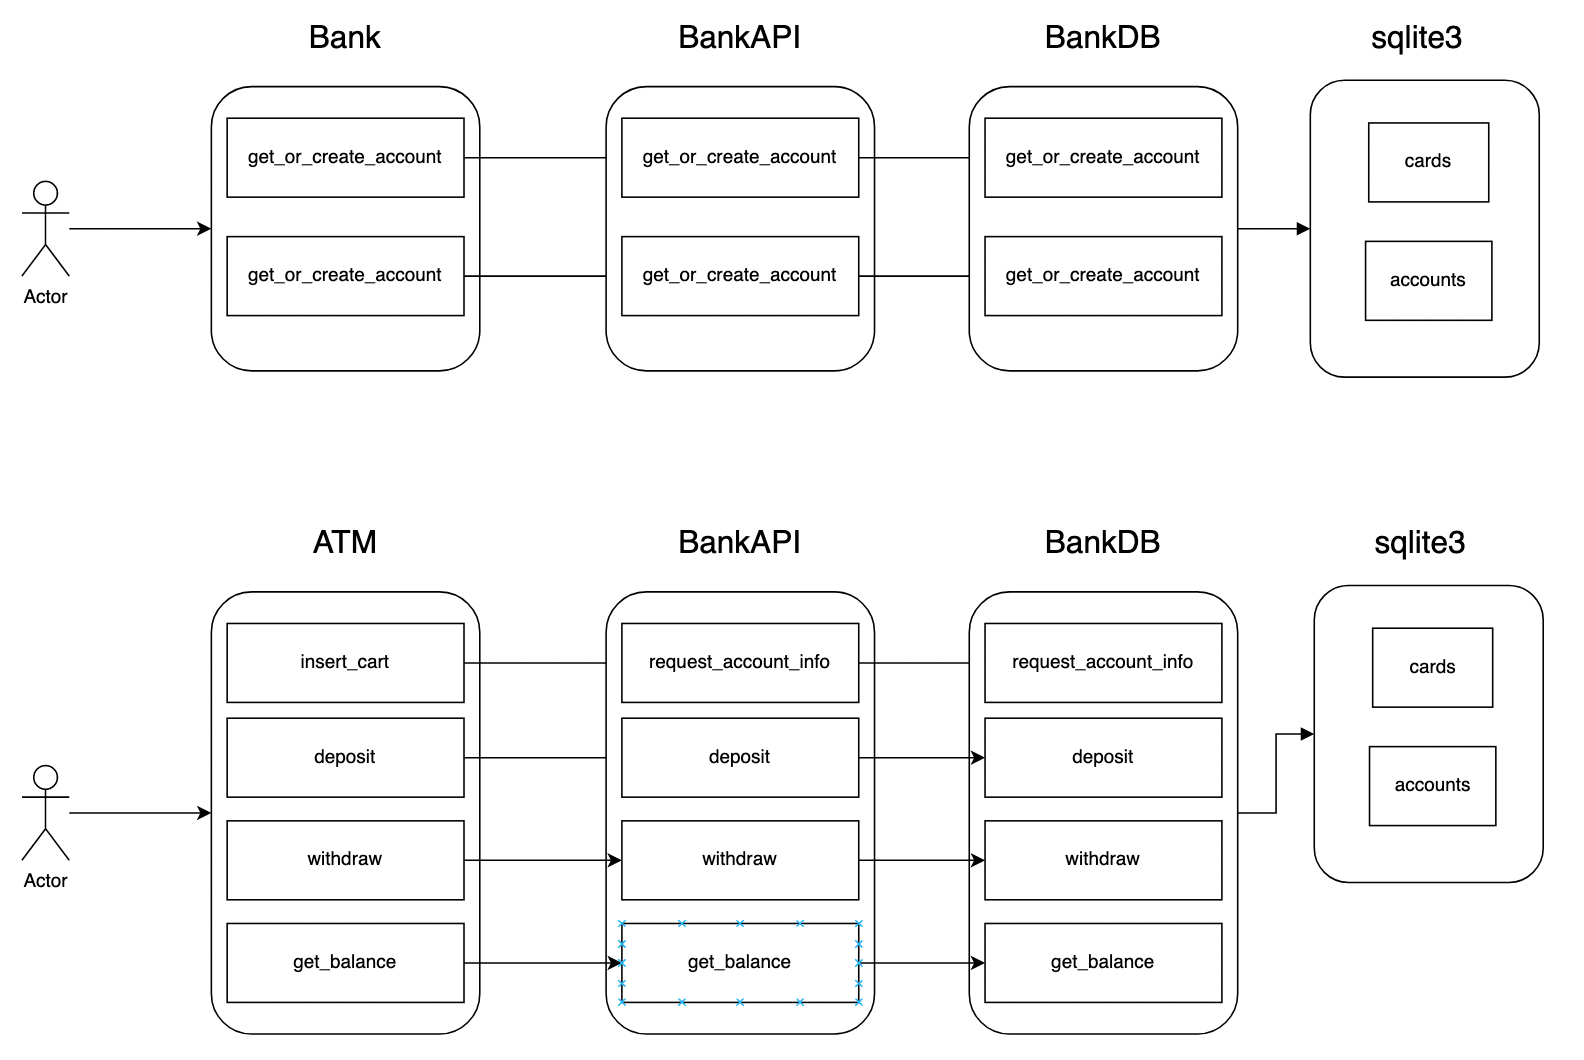 Bank
BankAPI
BankDB
sqlite3
get_or_create_account
get_or_create_account
get_or_create_account
cards
get_or_create_account
get_or_create_account
get_or_create_account
accounts
Actor
ATM
BankAPI
BankDB
sqlite3
insert_cart
request_account_info
request_account_info
cards
deposit
deposit
deposit
accounts
withdraw
withdraw
withdraw
Actor
get_balance
get_balance
get_balance